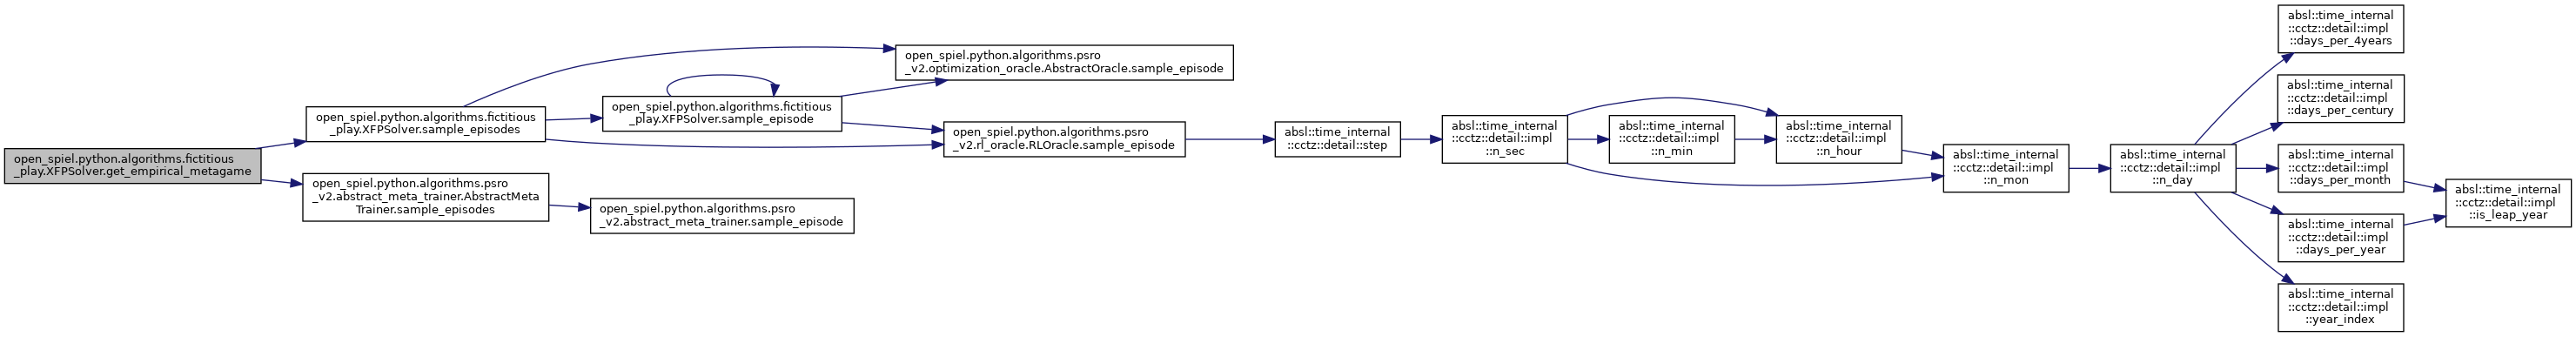 open_spiel.python.algorithms.fictitious
_play.XFPSolver.get_empirical_metagame
open_spiel.python.algorithms.fictitious
_play.XFPSolver.sample_episodes
open_spiel.python.algorithms.psro
_v2.abstract_meta_trainer.AbstractMeta
Trainer.sample_episodes
open_spiel.python.algorithms.fictitious
_play.XFPSolver.sample_episode
open_spiel.python.algorithms.psro
_v2.abstract_meta_trainer.sample_episode
open_spiel.python.algorithms.psro
_v2.optimization_oracle.AbstractOracle.sample_episode
open_spiel.python.algorithms.psro
_v2.rl_oracle.RLOracle.sample_episode
absl::time_internal
::cctz::detail::step
absl::time_internal
::cctz::detail::impl
::n_sec
absl::time_internal
::cctz::detail::impl
::n_min
absl::time_internal
::cctz::detail::impl
::n_hour
absl::time_internal
::cctz::detail::impl
::n_mon
absl::time_internal
::cctz::detail::impl
::n_day
absl::time_internal
::cctz::detail::impl
::days_per_4years
absl::time_internal
::cctz::detail::impl
::days_per_century
absl::time_internal
::cctz::detail::impl
::days_per_month
absl::time_internal
::cctz::detail::impl
::days_per_year
absl::time_internal
::cctz::detail::impl
::year_index
absl::time_internal
::cctz::detail::impl
::is_leap_year